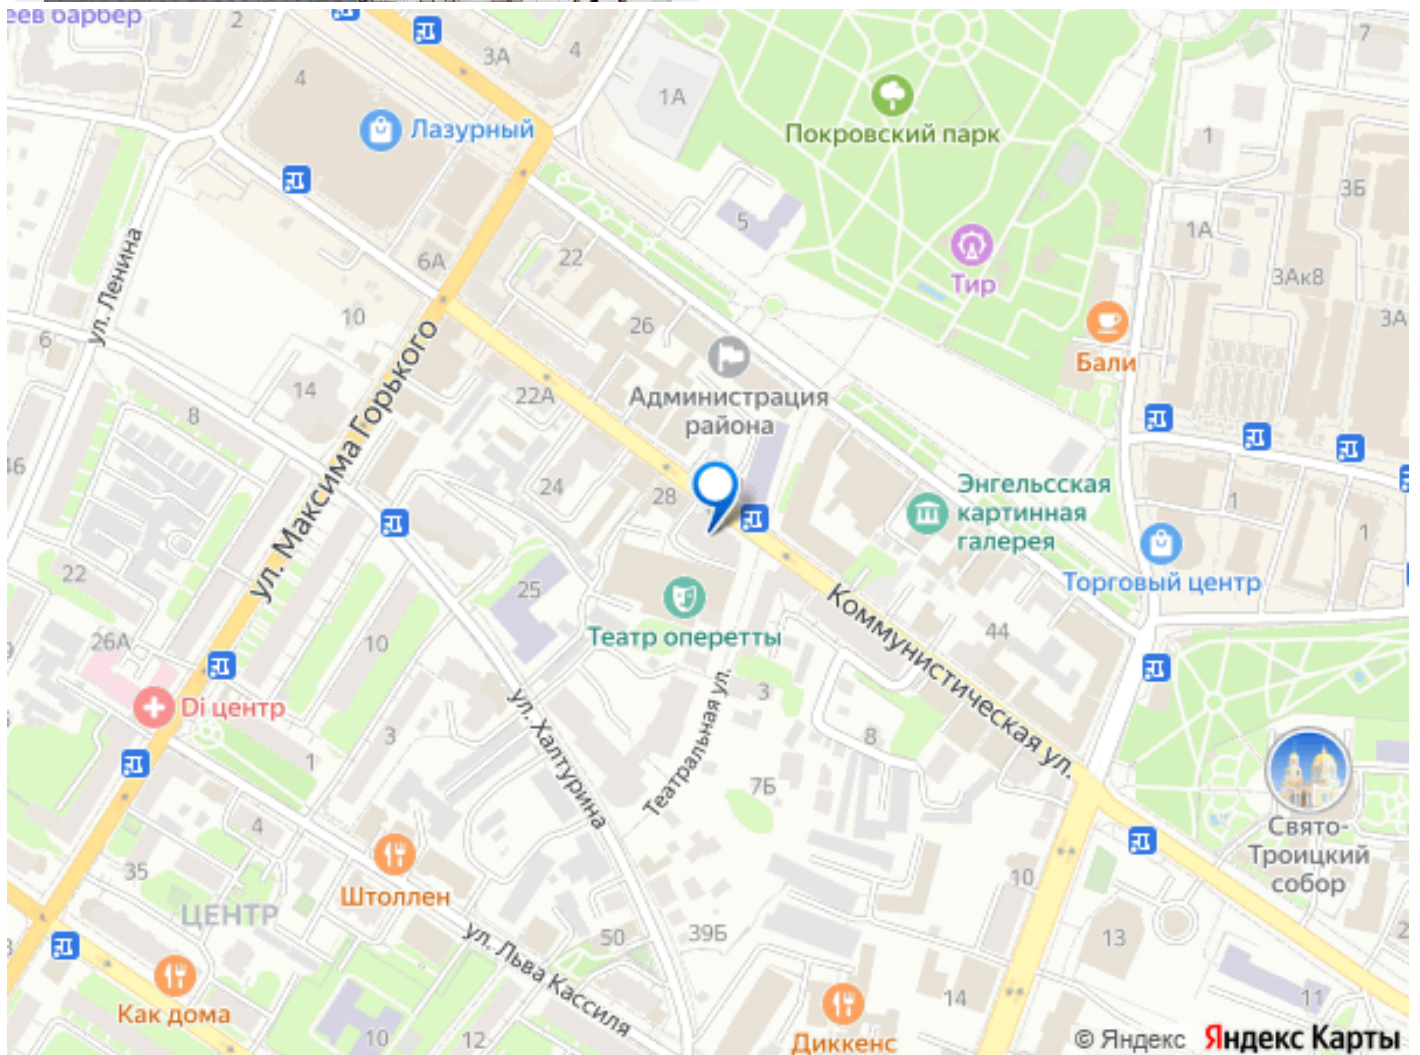 еев барбер
2
3А
4
7
4
1А
Лазурный
Покровский парк
1
3Б
5
1А
22
6А
Тир
3Ак8
ул. Ленина
10
26
3А
6
Бали
ул. Максима Горького
Администрация
района
14
22А
8
46
24
28
Энгельсская
картинная
галерея
1
1
22
25
Торговый центр
Театр оперетты
Коммунистическая ул.
44
26А
10
9
Di центр
3
ул. Халтурина
Театральная ул.
3
8
1
7Б
4
Свято-
Троицкий
собор
35
Штоллен
10
ЦЕНТР
50
39Б
13
2
3
ул. Льва Кассиля
Как дома
14
11
10
12
Диккенс
© Яндекс Яндекс Карты